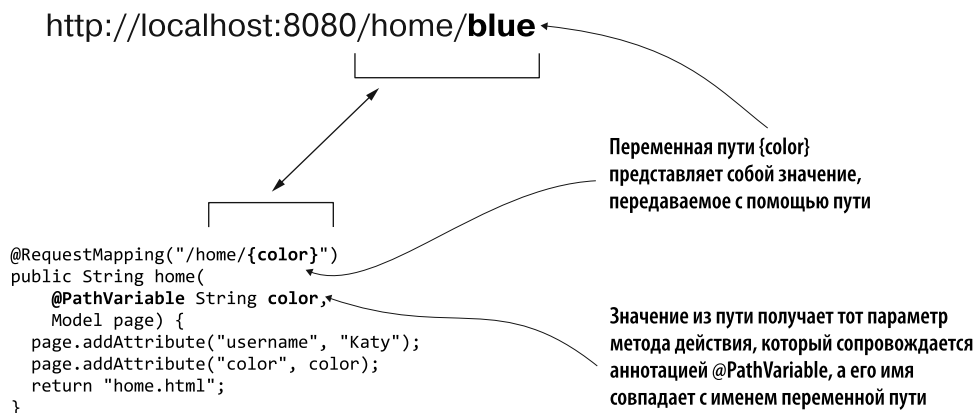 http://localhost:8080/home/blue
Переменная пути {color}
представляет собой значение,
передаваемое с помощью пути
@RequestMapping("/home/{color}")
public String home(
@PathVariable String color,
Model page) {
page.addAttribute("username", "Katy");
page.addAttribute("color", color);
return "home.html";
}
Значение из пути получает тот параметр
метода действия, который сопровождается
аннотацией @PathVariable, а его имя
совпадает с именем переменной пути